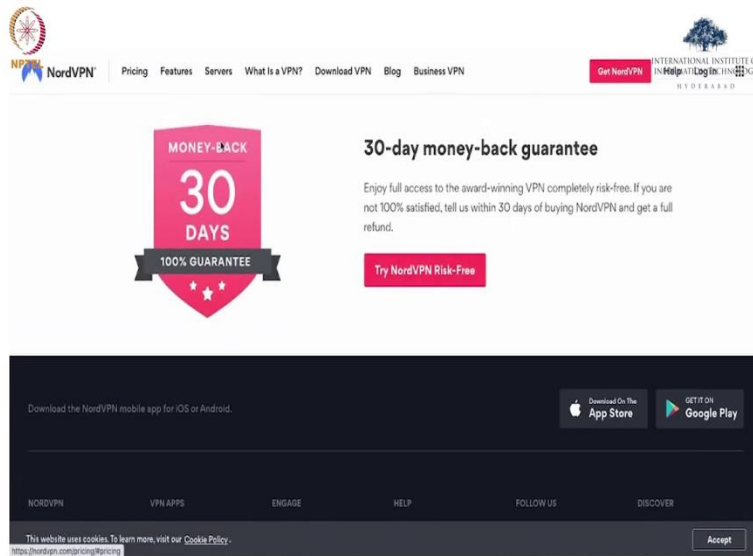 NPTEL
NordVPN®
Pricing Features Servers What Is a VPN? Download VPN Blog Business VPN
Get NordVPN
Help Log In
INTERNATIONAL INSTITUTE
HYDERABAD
MONEY-BACK
30
DAYS
100% GUARANTEE
30-day money-back guarantee
Enjoy full access to the award-winning VPN completely risk-free. If you are
not 100% satisfied, tell us within 30 days of buying NordVPN and get a full
refund.
Try NordVPN Risk-Free
Download the NordVPN mobile app for iOS or Android.
Download On The
App Store
GET IT ON
Google Play
NORDVPN VPN APPS ENGAGE HELP FOLLOW US DISCOVER
This website uses cookies. To learn more, visit our Cookie Policy.
Accept
https://nordvpn.com/pricing/#pricing